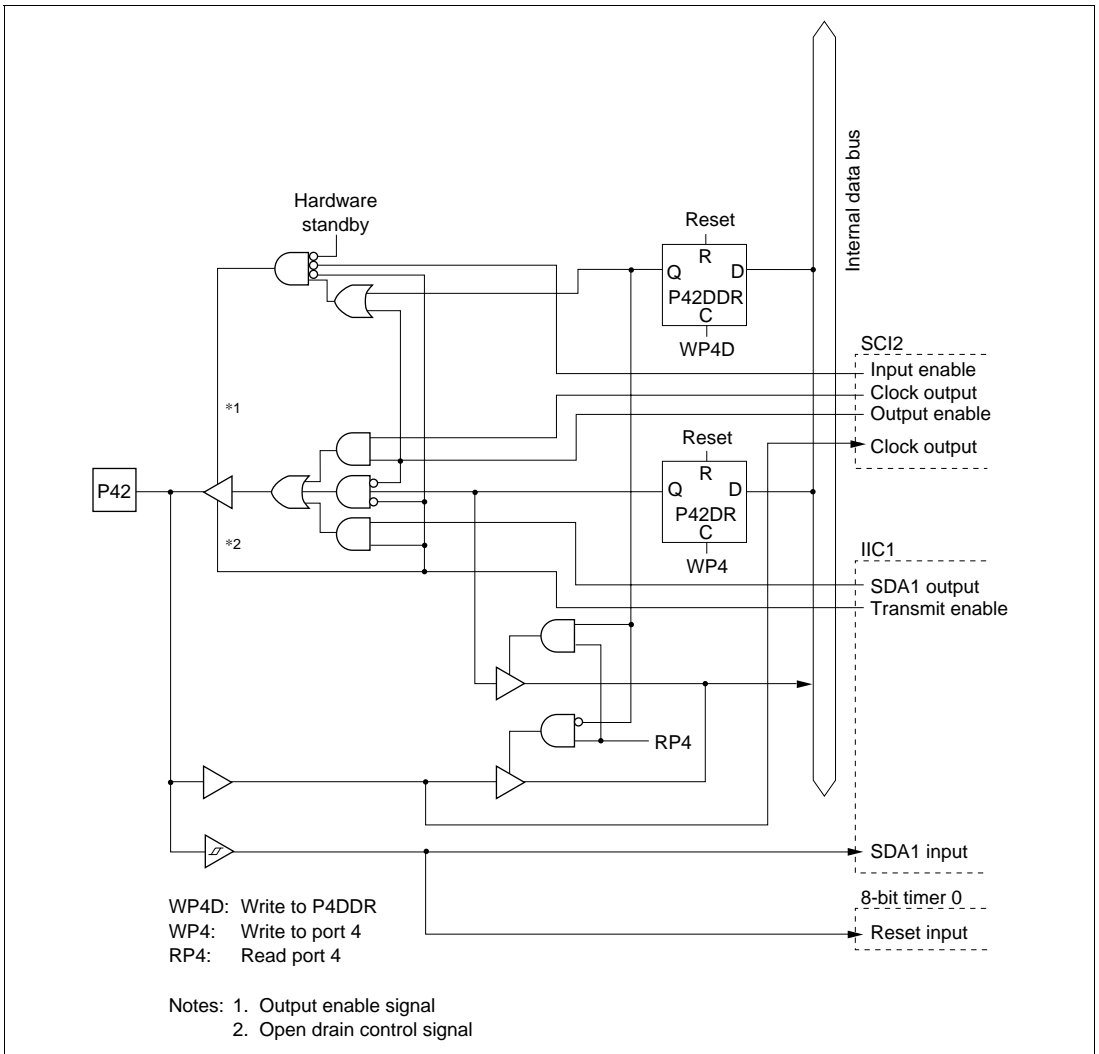 Internal data bus
Hardware
standby
Reset
R
Q D
P42DDR
C
WP4D
SCI2
Input enable
Clock output
Output enable
Clock output
*1
Reset
R
Q D
P42DR
C
WP4
P42
*2
IIC1
SDA1 output
Transmit enable
RP4
SDA1 input
8-bit timer 0
Reset input
WP4D: Write to P4DDR
WP4: Write to port 4
RP4: Read port 4
Notes: 1. Output enable signal
2. Open drain control signal